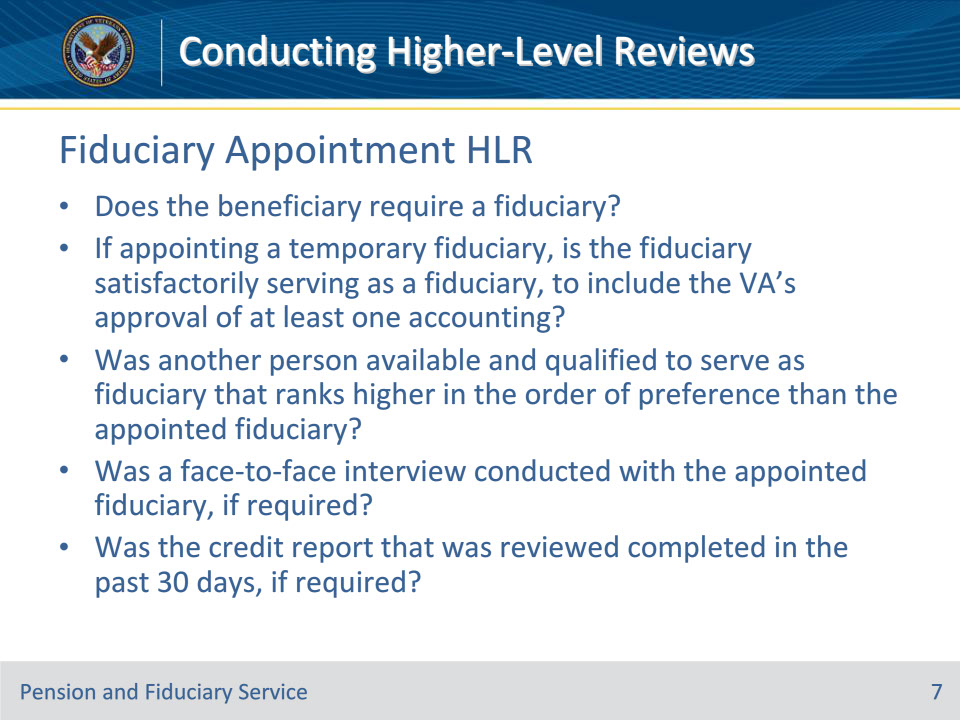 Conducting Higher-Level Reviews
Fiduciary Appointment HLR
• Does the beneficiary require a fiduciary?
• If appointing a temporary fiduciary, is the fiduciary
satisfactorily serving as a fiduciary, to include the VA’s
approval of at least one accounting?
• Was another person available and qualified to serve as
fiduciary that ranks higher in the order of preference than the
appointed fiduciary?
• Was a face-to-face interview conducted with the appointed
fiduciary, if required?
• Was the credit report that was reviewed completed in the
past 30 days, if required?
Pension and Fiduciary Service
7